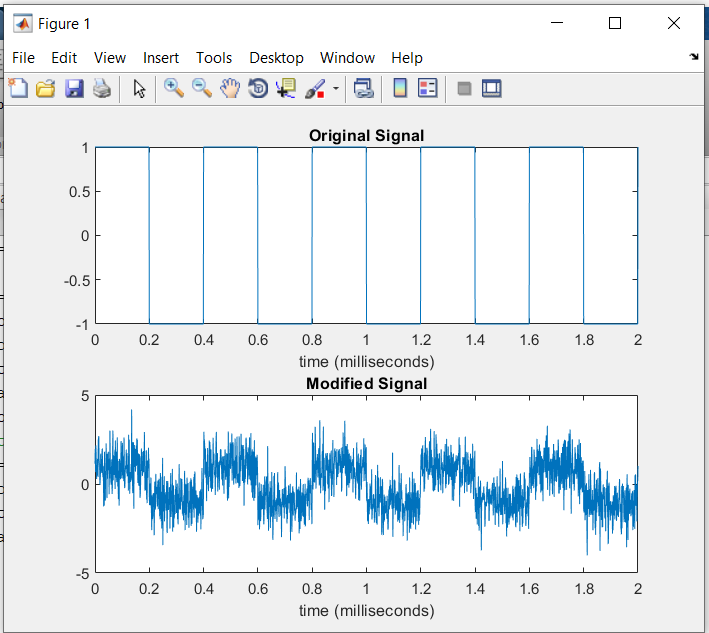 Figure 1
File Edit View Insert Tools Desktop Window Help
Original Signal
1
0.5
0
-0.5
-1
0 0.2 0.4 0.6 0.8 1 1.2 1.4 1.6 1.8 2
time (milliseconds)
Modified Signal
5
0
-5
0 0.2 0.4 0.6 0.8 1 1.2 1.4 1.6 1.8 2
time (milliseconds)